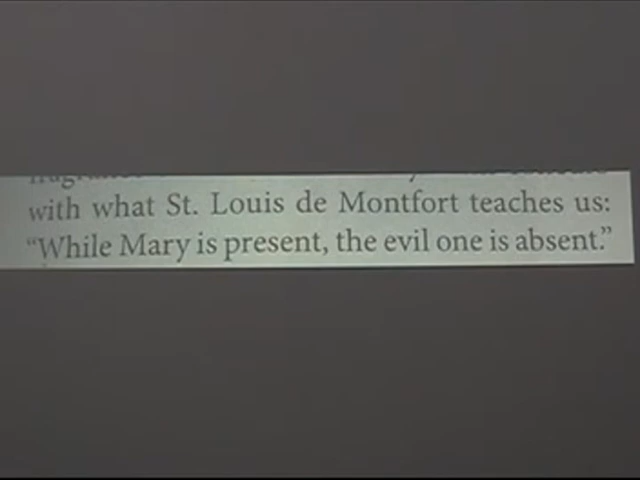 with what St. Louis de Montfort teaches us:
“While Mary is present, the evil one is absent.”